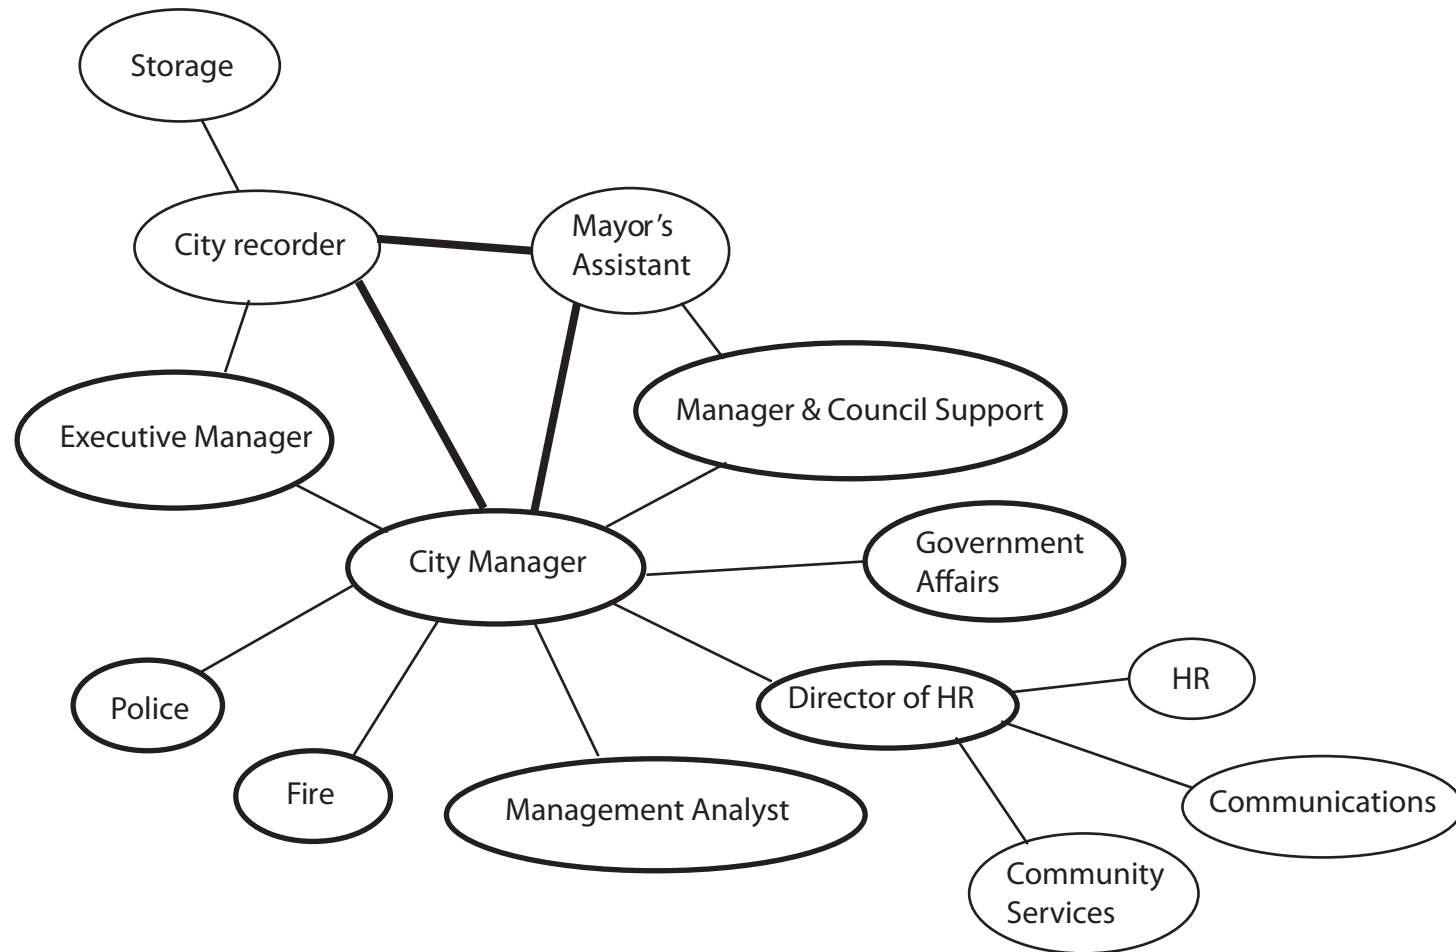 Storage
City recorder
Mayor's
Assistant
Manager & Council Support
Executive Manager
City Manager
Government
Affairs
HR
Director of HR
Police
Fire
Management Analyst
Communications
Community
Services